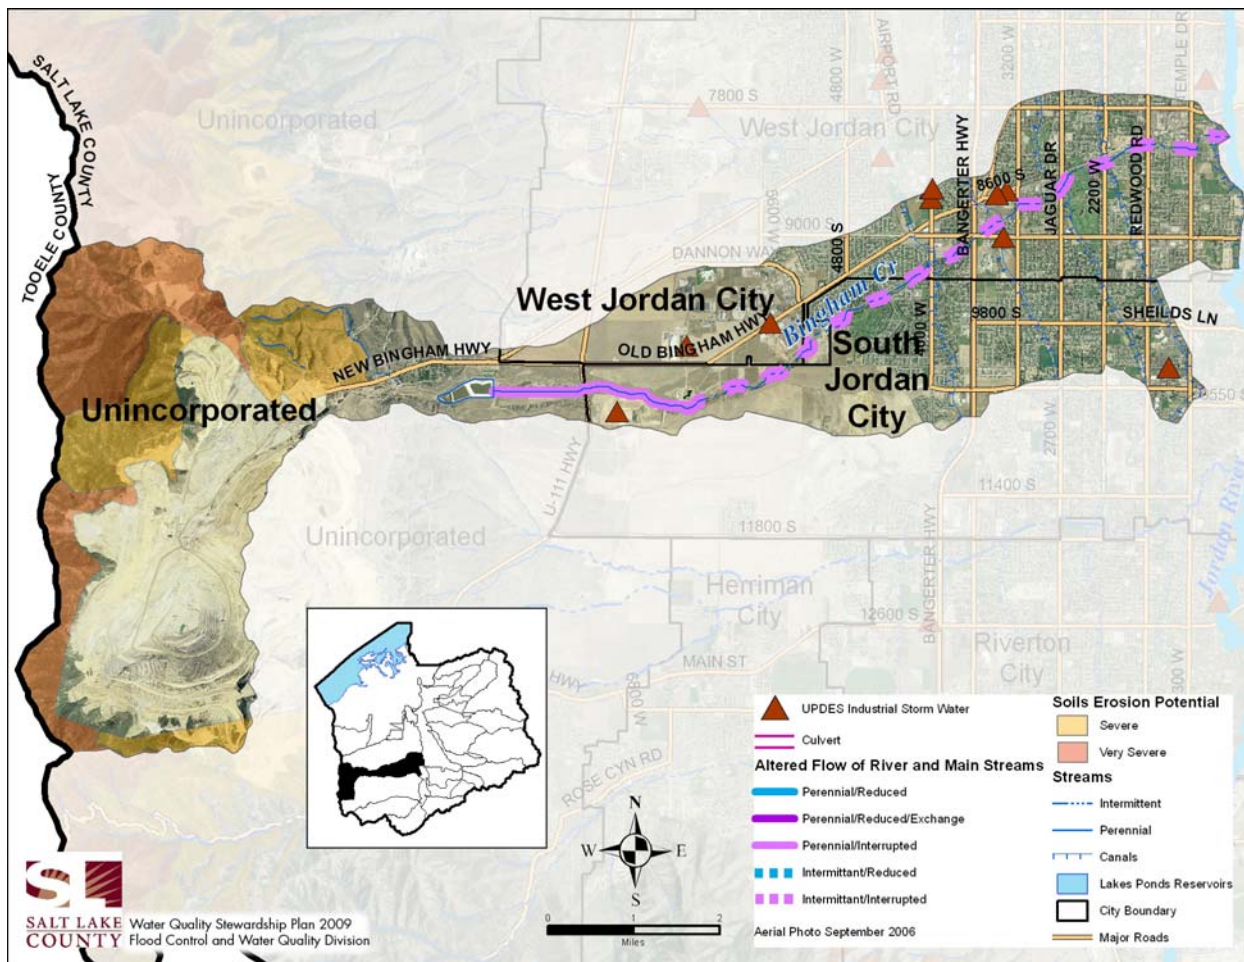 SALT LAKE COUNTY
TOOELE COUNTY
Unincorporated
7800 S
4800 W
AIRPORT RD
3200 W
TEMPLE DR
West Jordan City
BANGERTER HWY
8600 S
JAGUAR DR
2200 W
REDWOOD RD
6600 W
9000 S
DANNON WAY
4800 S
West Jordan City
Bingham Cr
OLD BINGHAM HWY
NEW BINGHAM HWY
4000 W
9800 S
SHEILDS LN
South
Jordan
City
Unincorporated
U-111 HWY
2700 W
11400 S
11800 S
Unincorporated
BANGERTER HWY
Jordan River
Herriman
City
12600 S
Riverton
City
MAIN ST
HWY
ROSE CYN RD
N
W E
S
0 1 2
Miles
UPDES Industrial Storm Water
Culvert
Altered Flow of River and Main Streams
Perennial/Reduced
Perennial/Reduced/Exchange
Perennial/Interrupted
Intermittant/Reduced
Intermittant/Interrupted
Aerial Photo September 2006
Soils Erosion Potential
Severe
Very Severe
Streams
Intermittent
Perennial
Canals
Lakes Ponds Reservoirs
City Boundary
Major Roads
SL
SALT LAKE
COUNTY
Water Quality Stewardship Plan 2009
Flood Control and Water Quality Division